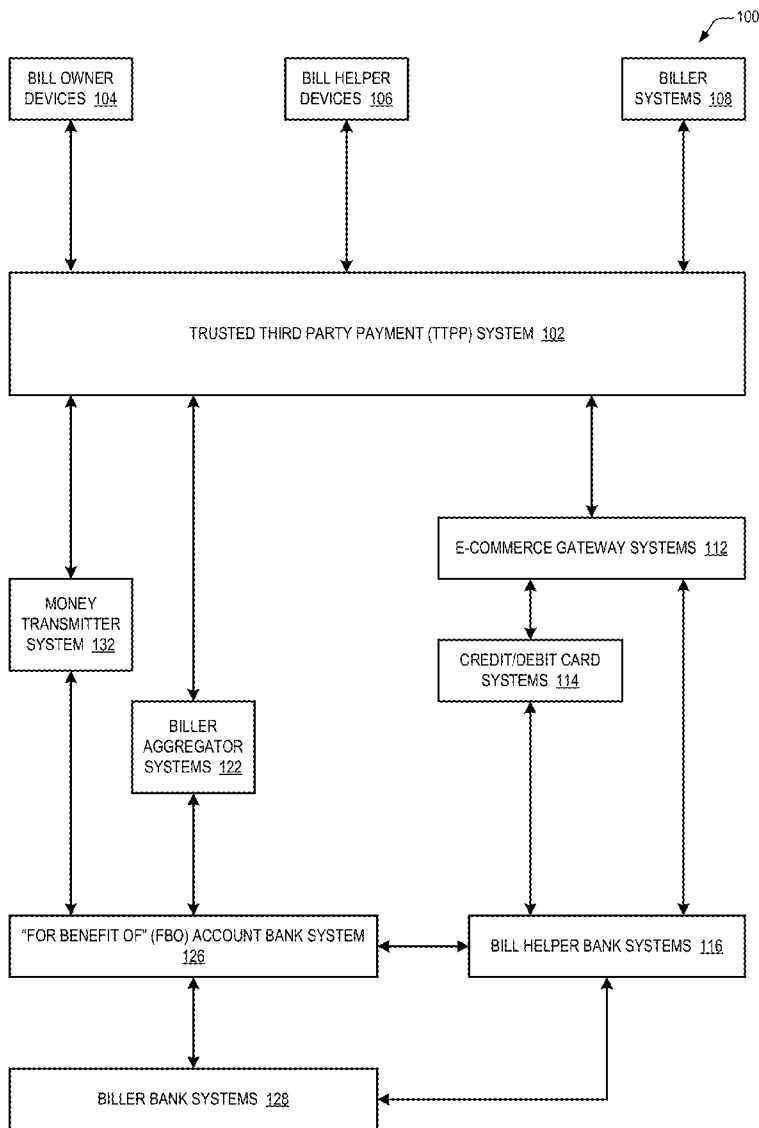 100
BILL OWNER
DEVICES 104
BILL HELPER
DEVICES 106
BILLER
SYSTEMS 108
TRUSTED THIRD PARTY PAYMENT (TTPP) SYSTEM 102
E-COMMERCE GATEWAY SYSTEMS 112
MONEY
TRANSMITTER
SYSTEM 132
CREDIT/DEBIT CARD
SYSTEMS 114
BILLER
AGGREGATOR
SYSTEMS 122
"FOR BENEFIT OF" (FBO) ACCOUNT BANK SYSTEM
126
BILL HELPER BANK SYSTEMS 116
BILLER BANK SYSTEMS 128